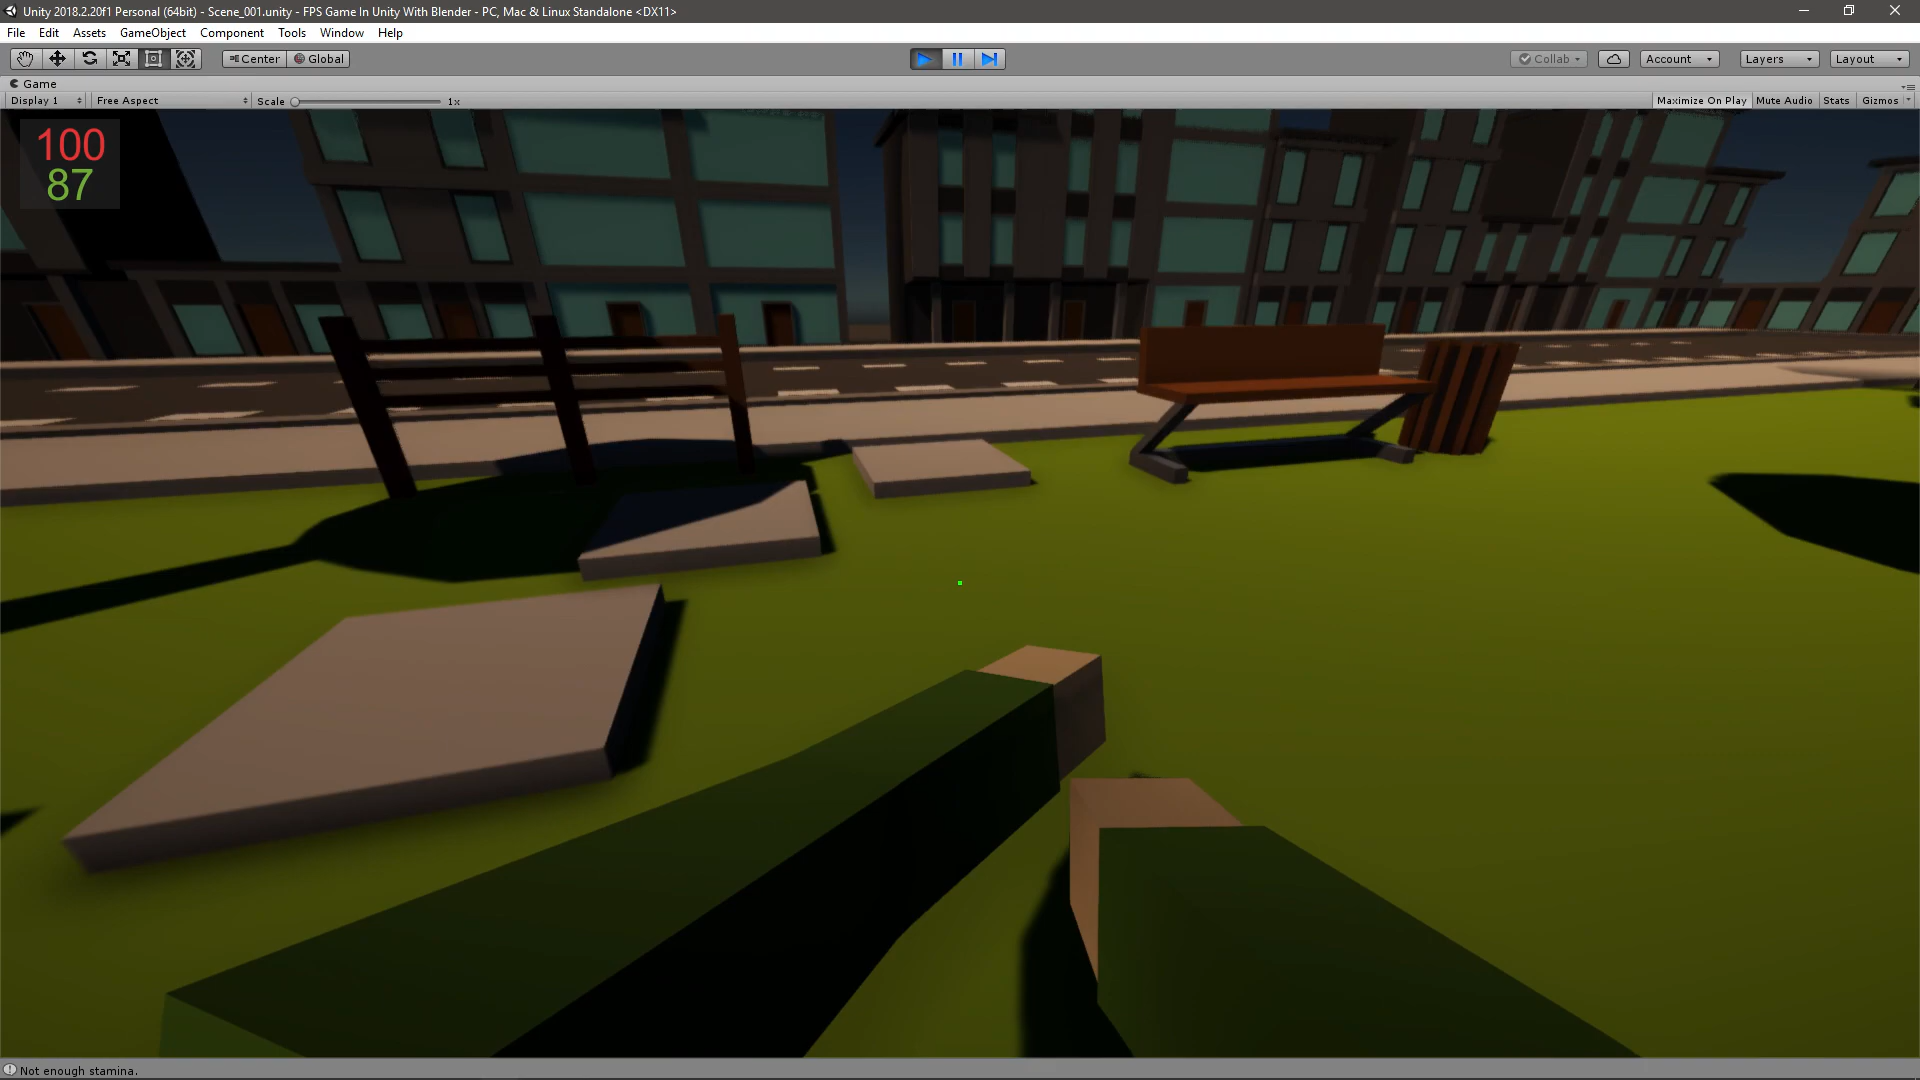 Unity 2018.2.20f1 Personal (64bit) - Scene_001.unity - FPS Game In Unity With Blender - PC, Mac & Linux Standalone <DX11>
File Edit Assets GameObject Component Tools Window Help
Center Global Collab Account Layers Layout
Game
Display 1 Free Aspect Scale 1x Maximize On Play Mute Audio Stats Gizmos
100
87
Not enough stamina.